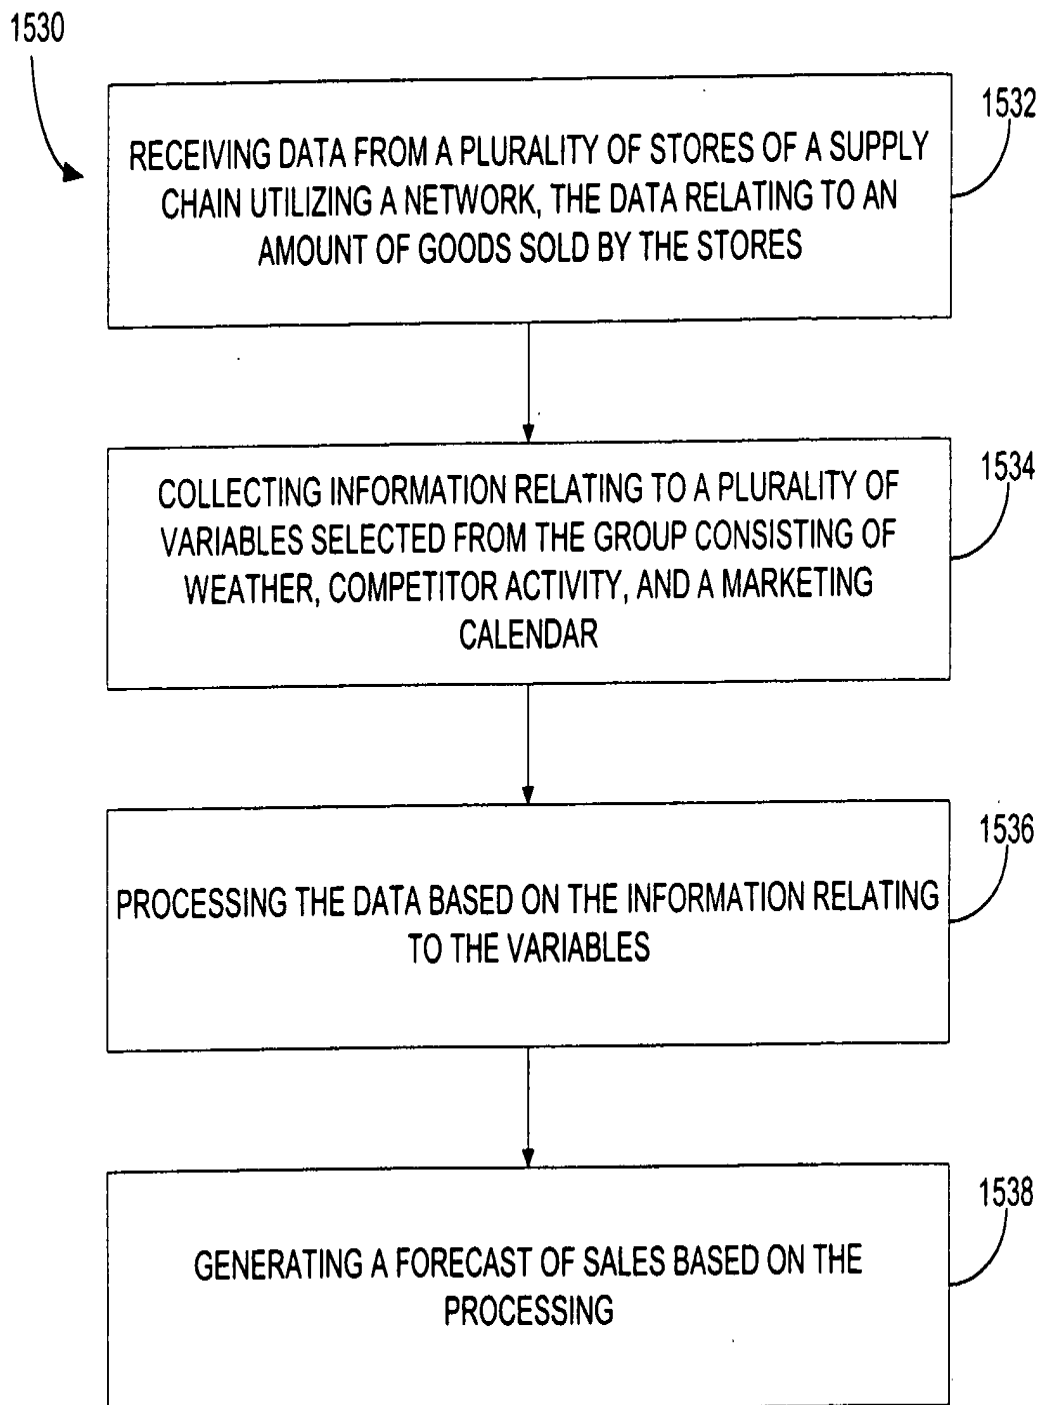 1530
1532
RECEIVING DATA FROM A PLURALITY OF STORES OF A SUPPLY
CHAIN UTILIZING A NETWORK, THE DATA RELATING TO AN
AMOUNT OF GOODS SOLD BY THE STORES
1534
COLLECTING INFORMATION RELATING TO A PLURALITY OF
VARIABLES SELECTED FROM THE GROUP CONSISTING OF
WEATHER, COMPETITOR ACTIVITY, AND A MARKETING
CALENDAR
1536
PROCESSING THE DATA BASED ON THE INFORMATION RELATING
TO THE VARIABLES
1538
GENERATING A FORECAST OF SALES BASED ON THE
PROCESSING